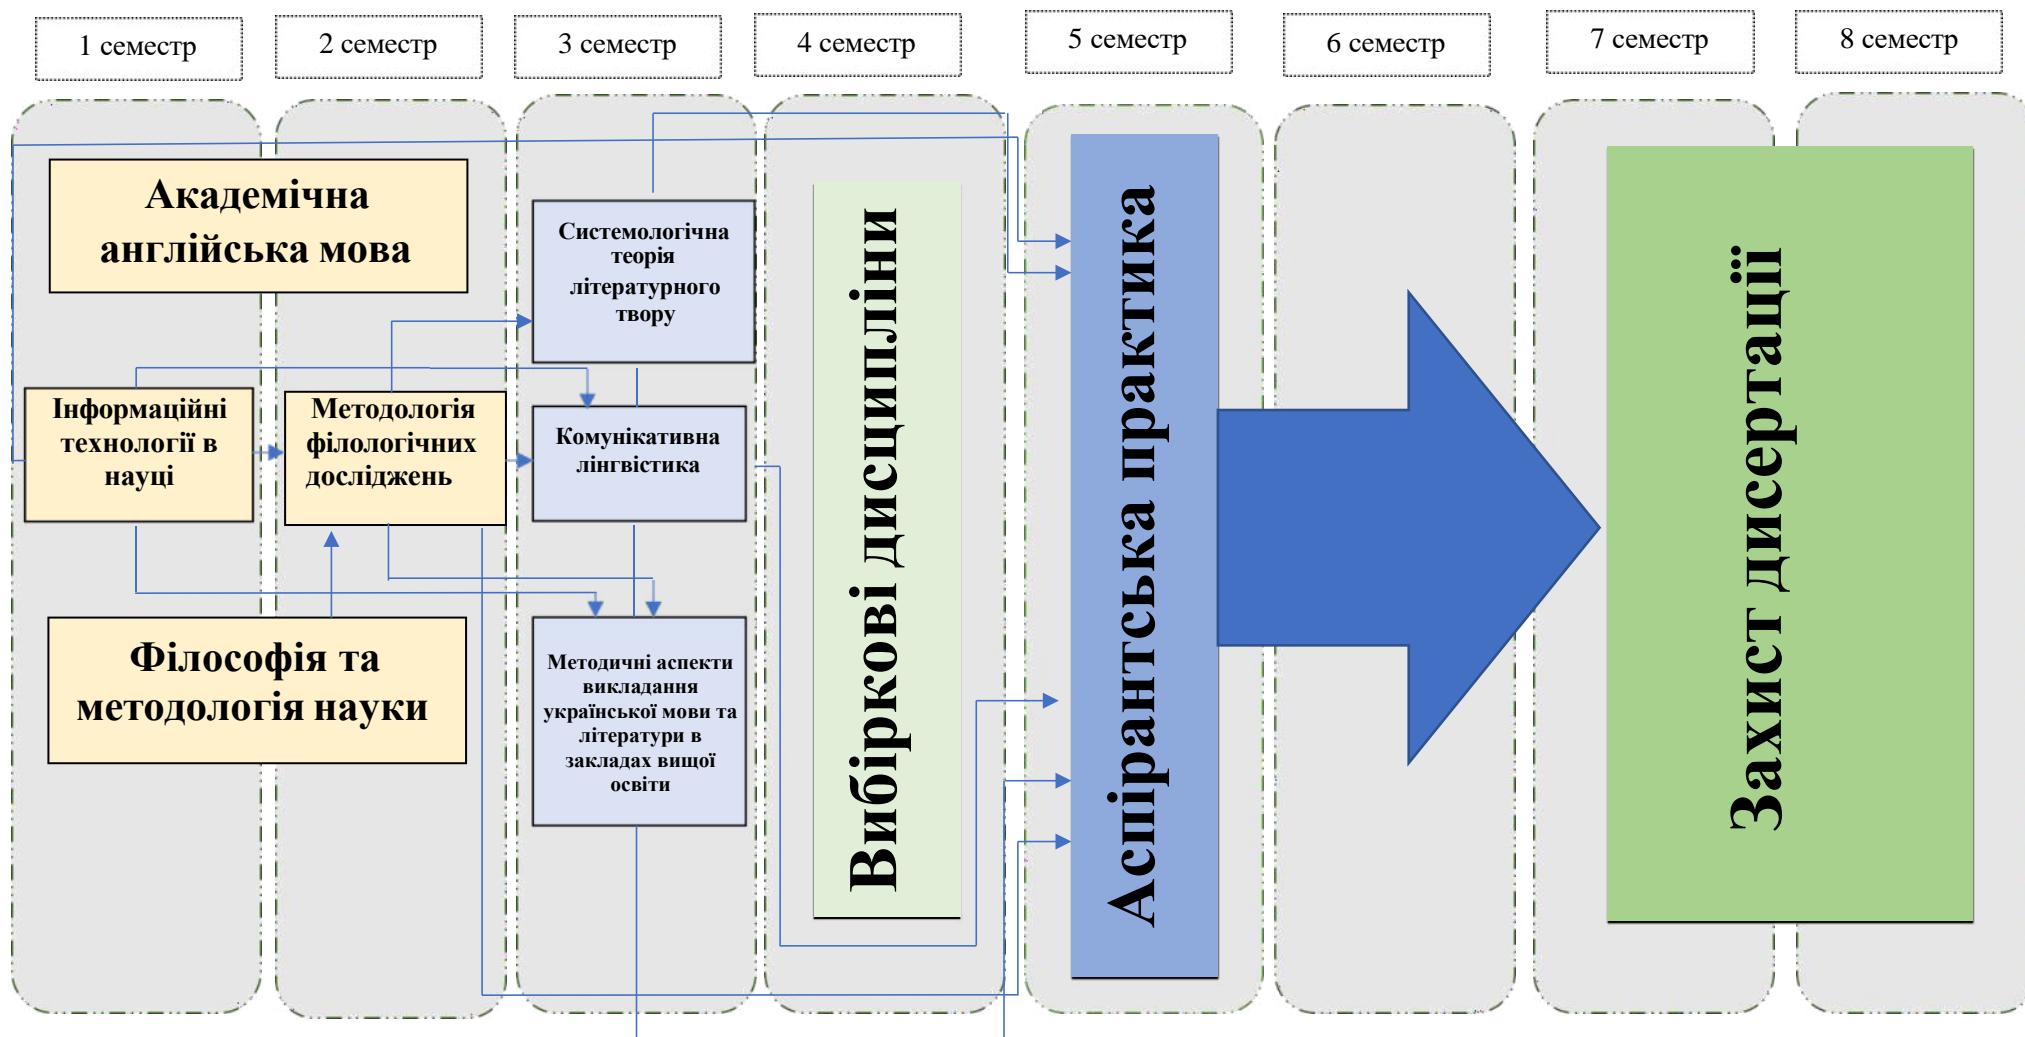 1 семестр
2 семестр
3 семестр
4 семестр
5 семестр
6 семестр
7 семестр
8 семестр
Академічна
англійська мова
Інформаційні
технології в
науці
Методологія
філологічних
досліджень
Філософія та
методологія науки
Системологічна
теорія
літературного
твору
Комунікативна
лінгвістика
Методичні аспекти
викладання
української мови та
літератури в
закладах вищої
освіти
Вибіркові дисципліни
Аспірантська практика
Захист дисертації